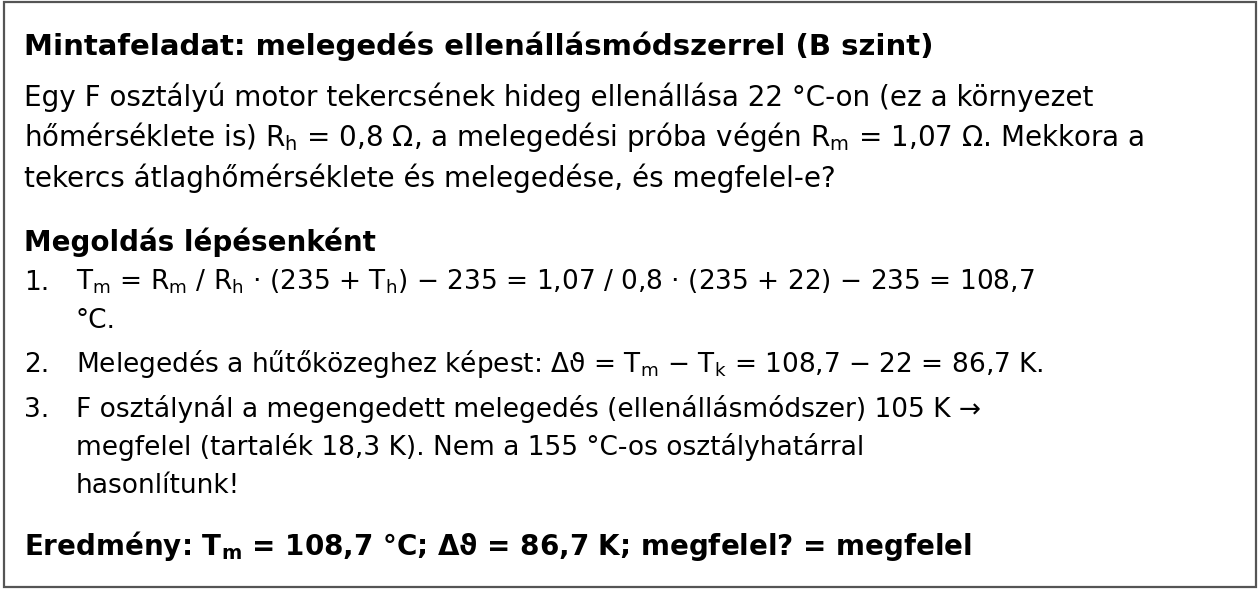 Mintafeladat: melegedés ellenállásmódszerrel (B szint)
Egy F osztályú motor tekercsének hideg ellenállása 22 °C-on (ez a környezet
hőmérséklete is) Rₕ = 0,8 Ω, a melegedési próba végén Rₘ = 1,07 Ω. Mekkora a
tekercs átlaghőmérséklete és melegedése, és megfelel-e?
Megoldás lépésenként
1. Tₘ = Rₘ / Rₕ · (235 + Tₕ) − 235 = 1,07 / 0,8 · (235 + 22) − 235 = 108,7
°C.
2. Melegedés a hűtőközeghez képest: Δϑ = Tₘ − Tₖ = 108,7 − 22 = 86,7 K.
3. F osztálynál a megengedett melegedés (ellenállásmódszer) 105 K →
megfelel (tartalék 18,3 K). Nem a 155 °C-os osztályhatárral
hasonlítunk!
Eredmény: Tₘ = 108,7 °C; Δϑ = 86,7 K; megfelel? = megfelel